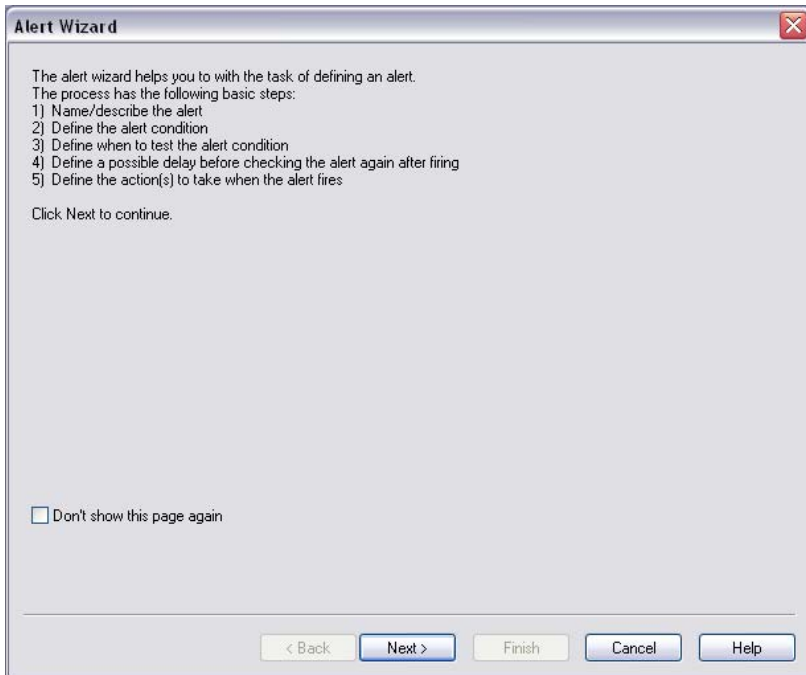 Alert Wizard
The alert wizard helps you to with the task of defining an alert.
The process has the following basic steps:
1) Name/describe the alert
2) Define the alert condition
3) Define when to test the alert condition
4) Define a possible delay before checking the alert again after firing
5) Define the action(s) to take when the alert fires
Click Next to continue.
Don't show this page again
< Back Next > Finish Cancel Help